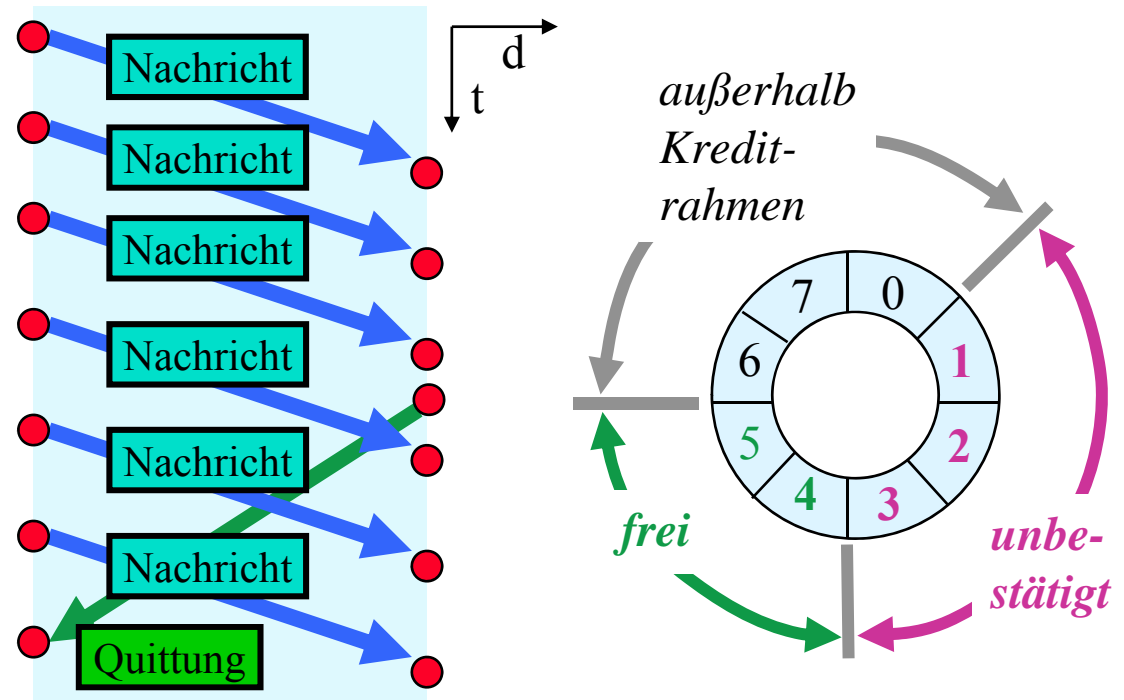 Nachricht
Nachricht
Nachricht
Nachricht
Nachricht
Nachricht
Quittung
d
t
außerhalb
Kredit-
rahmen
7
0
6
1
5
2
4
3
frei
unbe-
stätigt